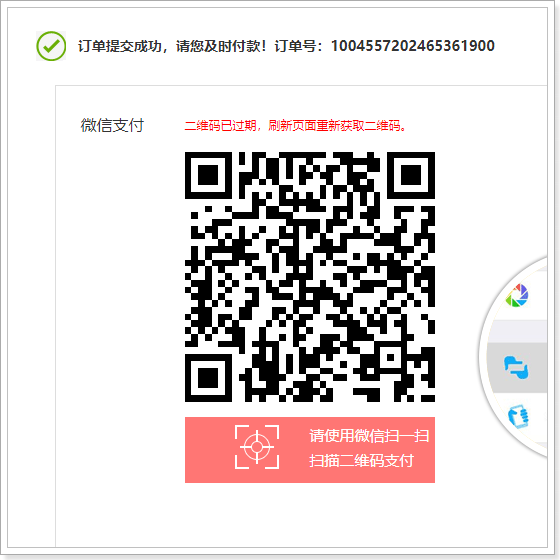 订单提交成功，请您及时付款！订单号：1004557202465361900
微信支付
二维码已过期，刷新页面重新获取二维码。
请使用微信扫一扫
扫描二维码支付